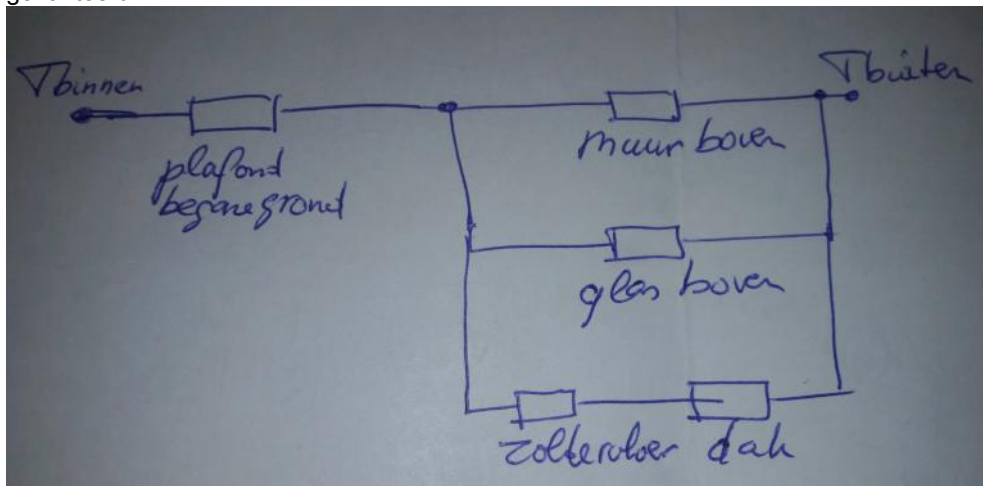 Tbinnen
Tbuiten
plafond
begane grond
muur boven
glas boven
zoldervloer dak